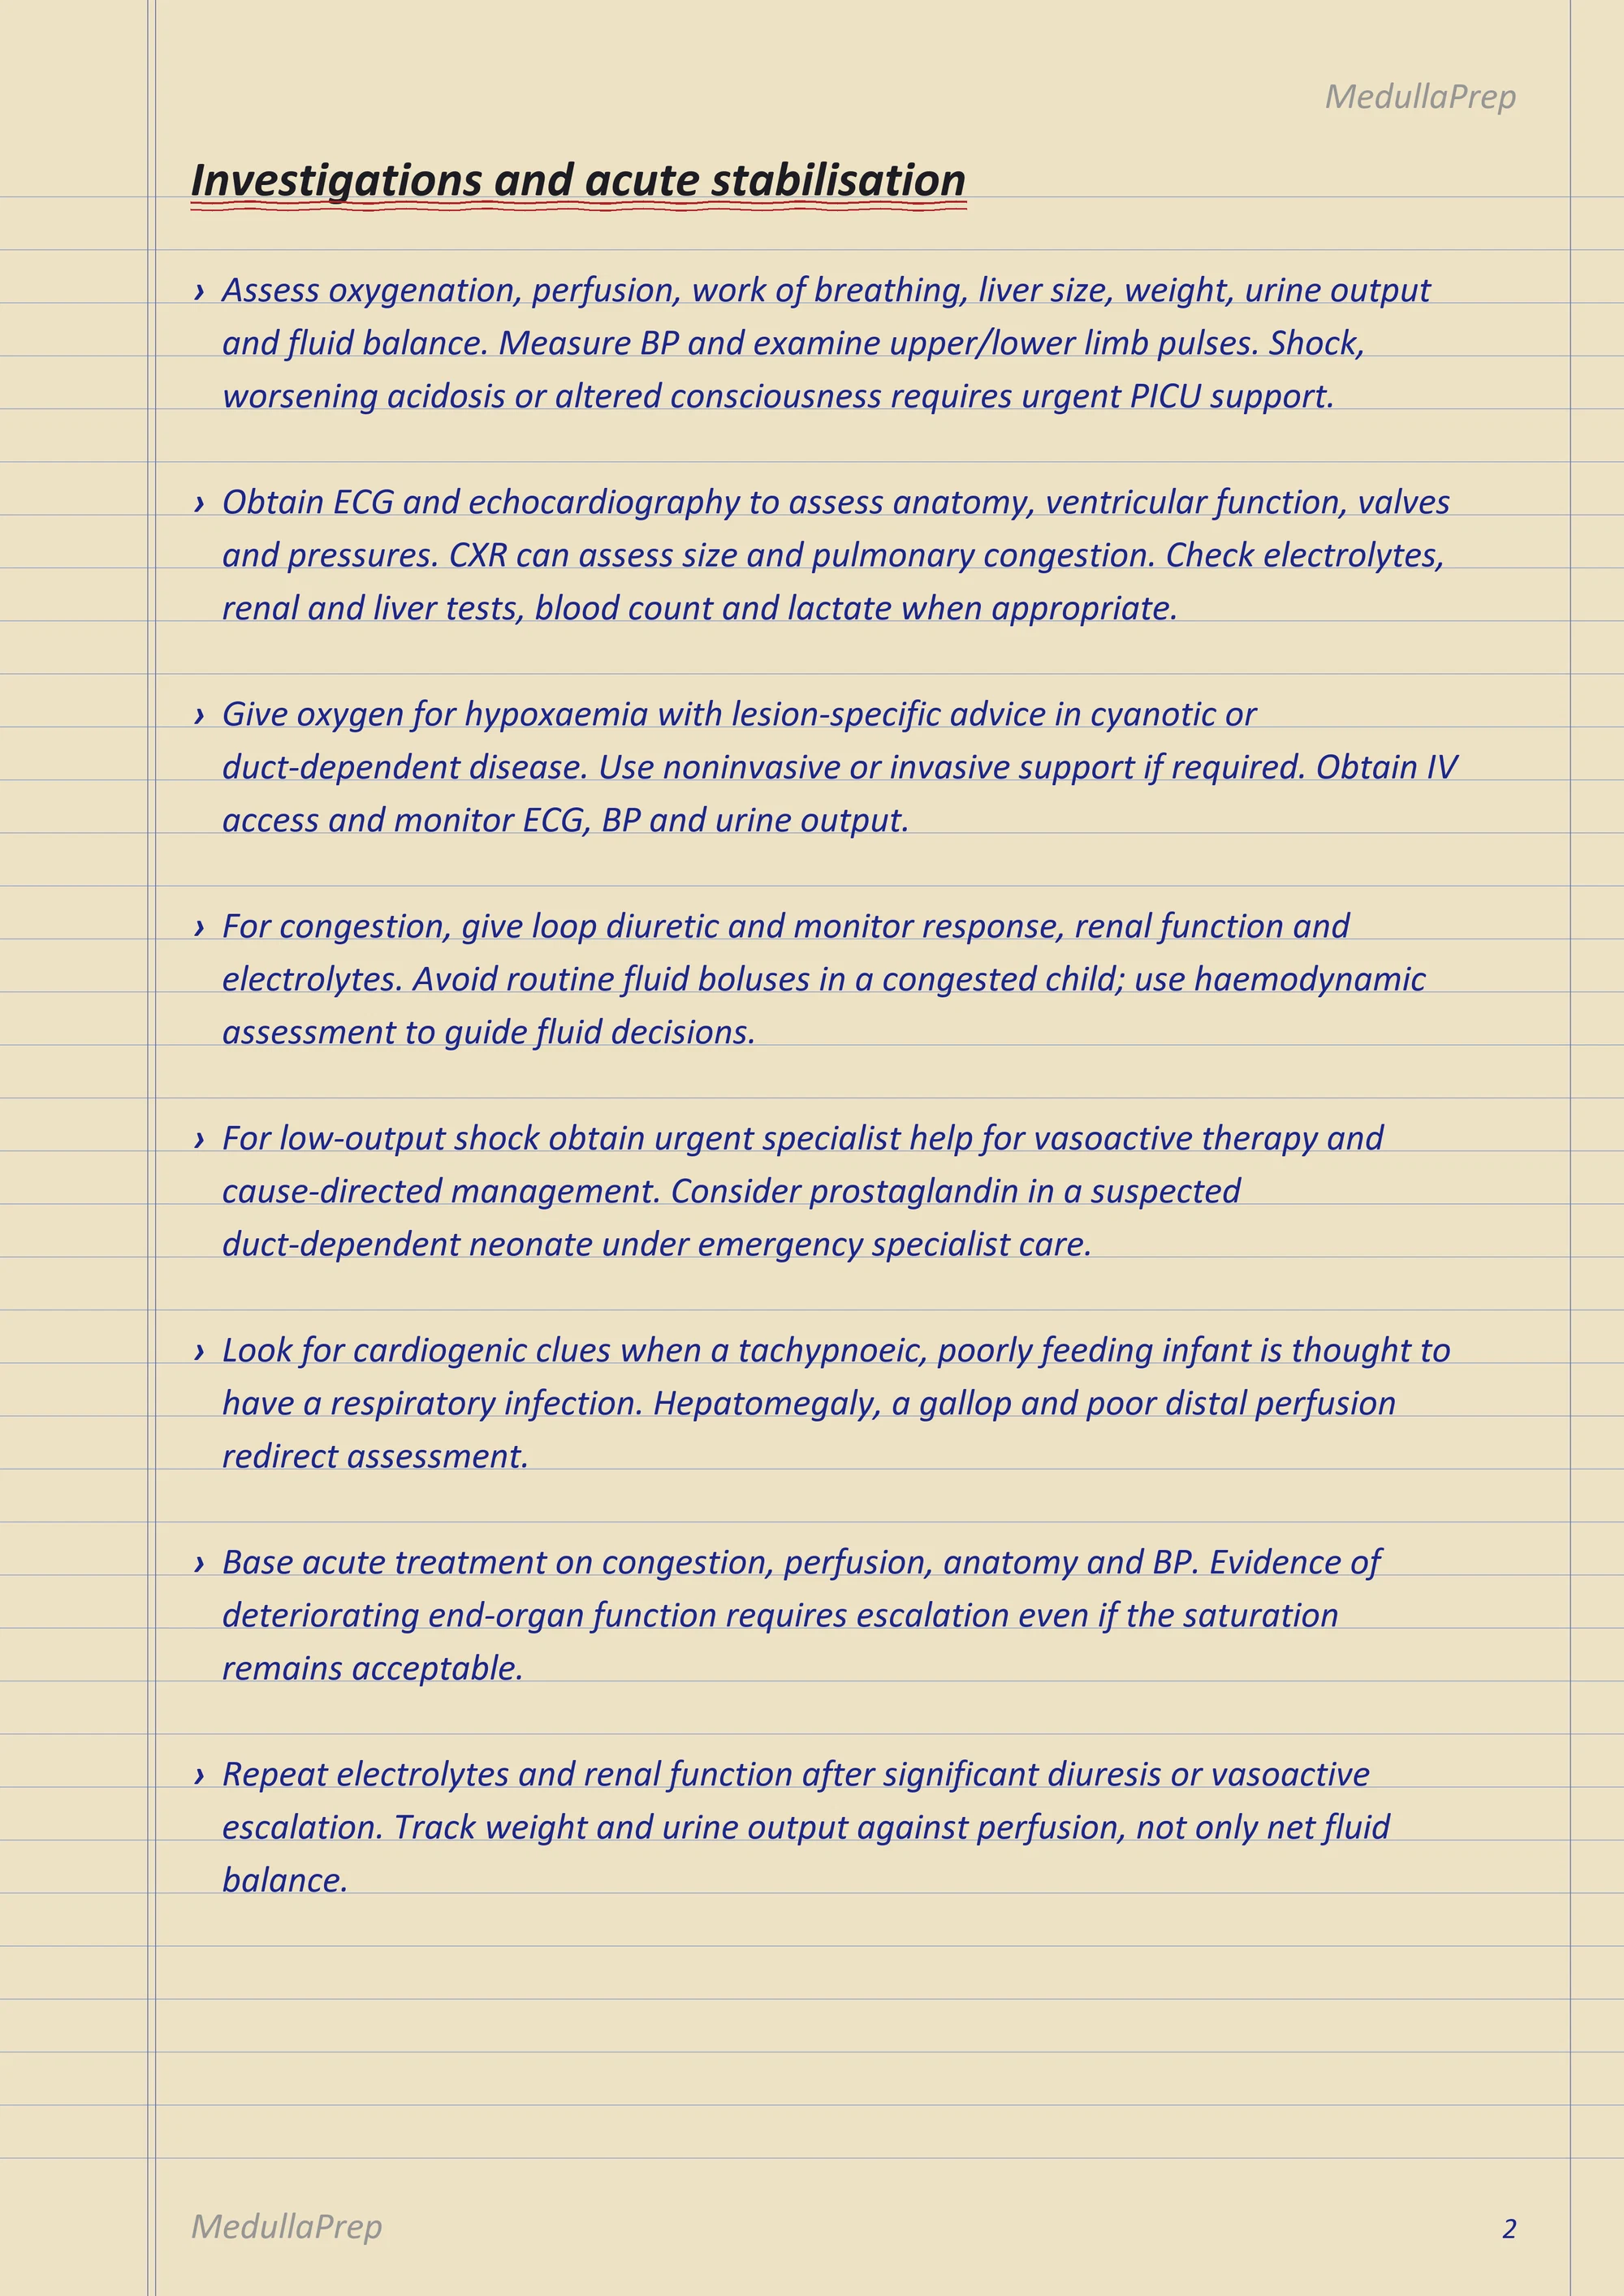 MedullaPrep
Investigations and acute stabilisation
› Assess oxygenation, perfusion, work of breathing, liver size, weight, urine output
and fluid balance. Measure BP and examine upper/lower limb pulses. Shock,
worsening acidosis or altered consciousness requires urgent PICU support.
› Obtain ECG and echocardiography to assess anatomy, ventricular function, valves
and pressures. CXR can assess size and pulmonary congestion. Check electrolytes,
renal and liver tests, blood count and lactate when appropriate.
› Give oxygen for hypoxaemia with lesion-specific advice in cyanotic or
duct-dependent disease. Use noninvasive or invasive support if required. Obtain IV
access and monitor ECG, BP and urine output.
› For congestion, give loop diuretic and monitor response, renal function and
electrolytes. Avoid routine fluid boluses in a congested child; use haemodynamic
assessment to guide fluid decisions.
› For low-output shock obtain urgent specialist help for vasoactive therapy and
cause-directed management. Consider prostaglandin in a suspected
duct-dependent neonate under emergency specialist care.
› Look for cardiogenic clues when a tachypnoeic, poorly feeding infant is thought to
have a respiratory infection. Hepatomegaly, a gallop and poor distal perfusion
redirect assessment.
› Base acute treatment on congestion, perfusion, anatomy and BP. Evidence of
deteriorating end-organ function requires escalation even if the saturation
remains acceptable.
› Repeat electrolytes and renal function after significant diuresis or vasoactive
escalation. Track weight and urine output against perfusion, not only net fluid
balance.
MedullaPrep
2